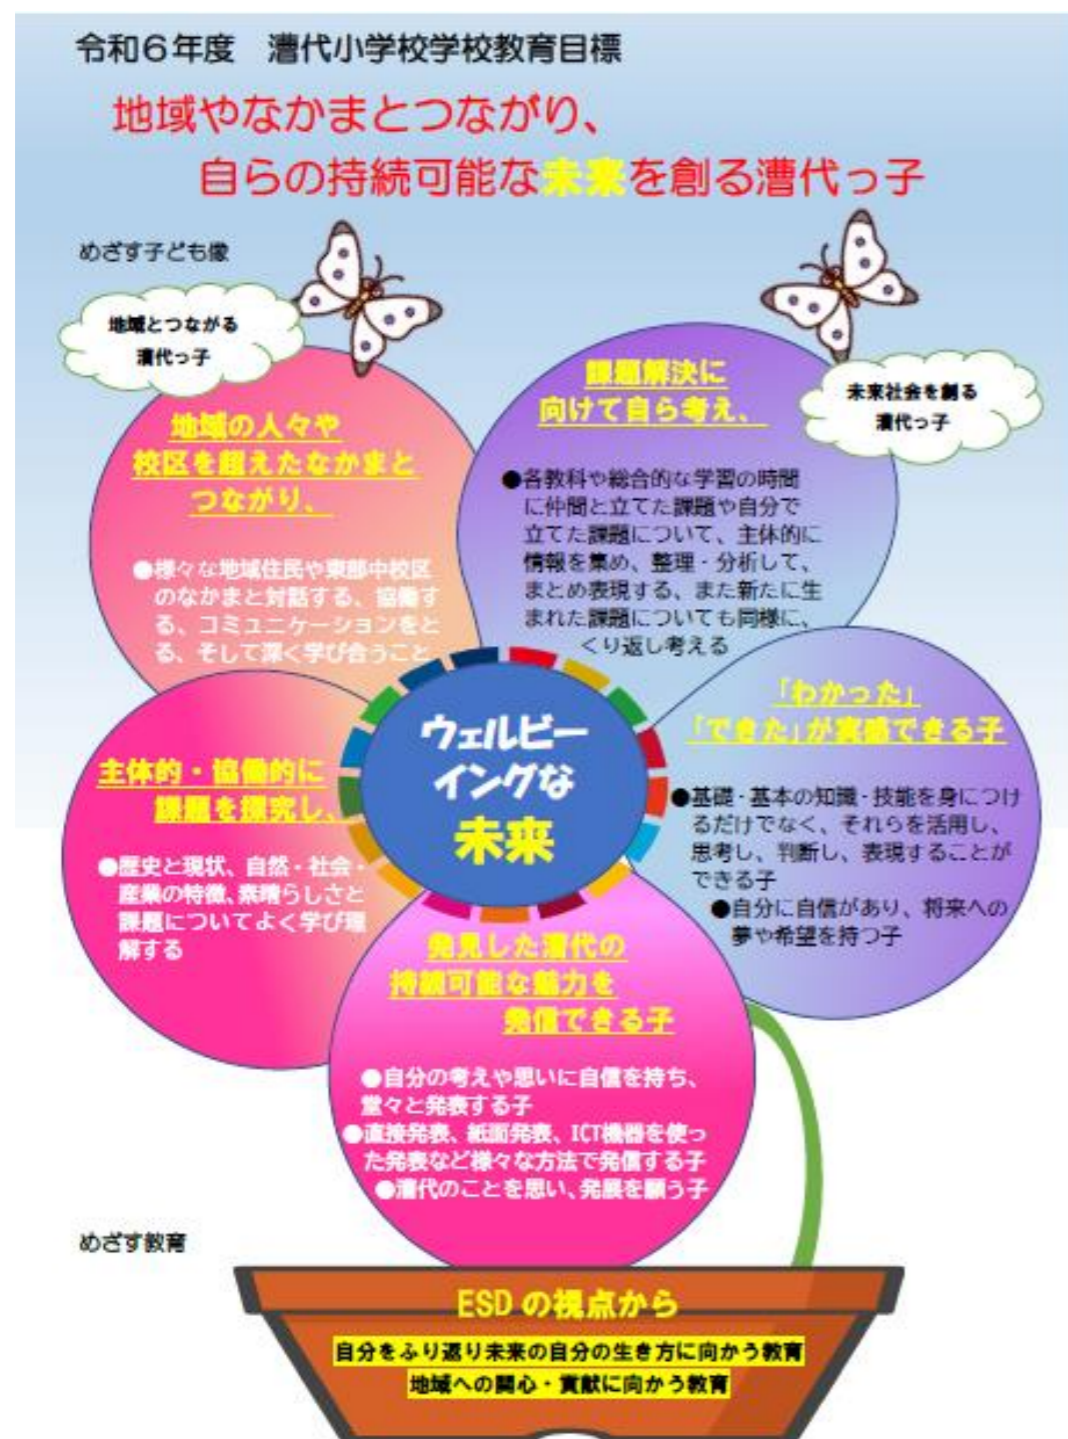 令和6年度　漕代小学校学校教育目標
地域やなかまとつながり、
自らの持続可能な未来を創る漕代っ子
めざす子ども像
地域とつながる
漕代っ子
未来社会を創る
漕代っ子
地域の人々や
校区を超えたなかまと
つながり、
●様々な地域住民や東部中校区
のなかまと対話する、協働す
る、コミュニケーションをと
る、そして深く学び合うこと
課題解決に
向けて自ら考え、
●各教科や総合的な学習の時間
に仲間と立てた課題や自分で
立てた課題について、主体的に
情報を集め、整理・分析して、
まとめ表現する、また新たに生
まれた課題についても同様に、
くり返し考える
ウェルビー
イングな
未来
主体的・協働的に
課題を探究し、
●歴史と現状、自然・社会・
産業の特徴、素晴らしさと
課題についてよく学び理
解する
「わかった」
「できた」が実感できる子
●基礎・基本の知識・技能を身につけ
るだけでなく、それらを活用し、
思考し、判断し、表現することが
できる子
●自分に自信があり、将来への
夢や希望を持つ子
発見した漕代の
持続可能な魅力を
発信できる子
●自分の考えや思いに自信を持ち、
堂々と発表する子
●直接発表、紙面発表、ICT機器を使っ
た発表など様々な方法で発信する子
●漕代のことを思い、発展を願う子
めざす教育
ESDの視点から
自分をふり返り未来の自分の生き方に向かう教育
地域への関心・貢献に向かう教育